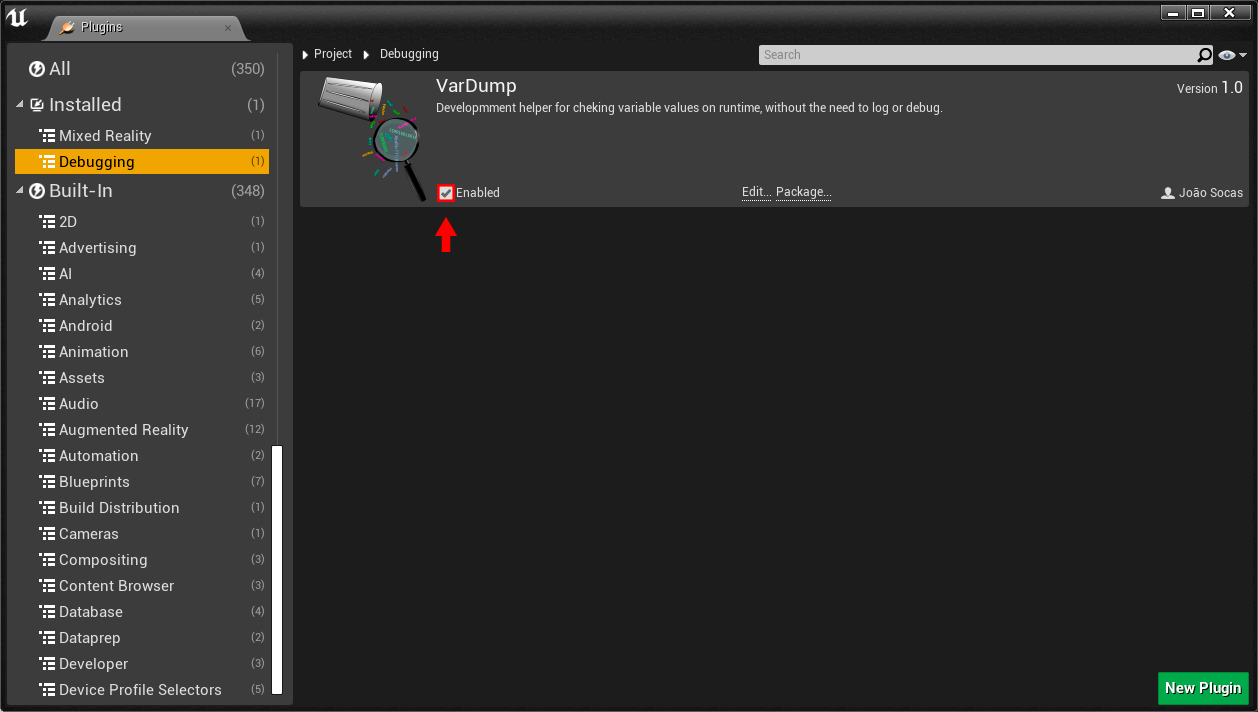 Plugins
All (350)
Installed (1)
Mixed Reality (1)
Debugging (1)
Built-In (348)
2D (1)
Advertising (1)
AI (4)
Analytics (5)
Android (2)
Animation (6)
Assets (3)
Audio (17)
Augmented Reality (12)
Automation (2)
Blueprints (7)
Build Distribution (1)
Cameras (1)
Compositing (3)
Content Browser (3)
Database (4)
Dataprep (2)
Developer (3)
Device Profile Selectors (5)
Project Debugging
Search
VarDump
Version 1.0
Developmment helper for cheking variable values on runtime, without the need to log or debug.
Enabled
Edit... Package...
João Socas
New Plugin